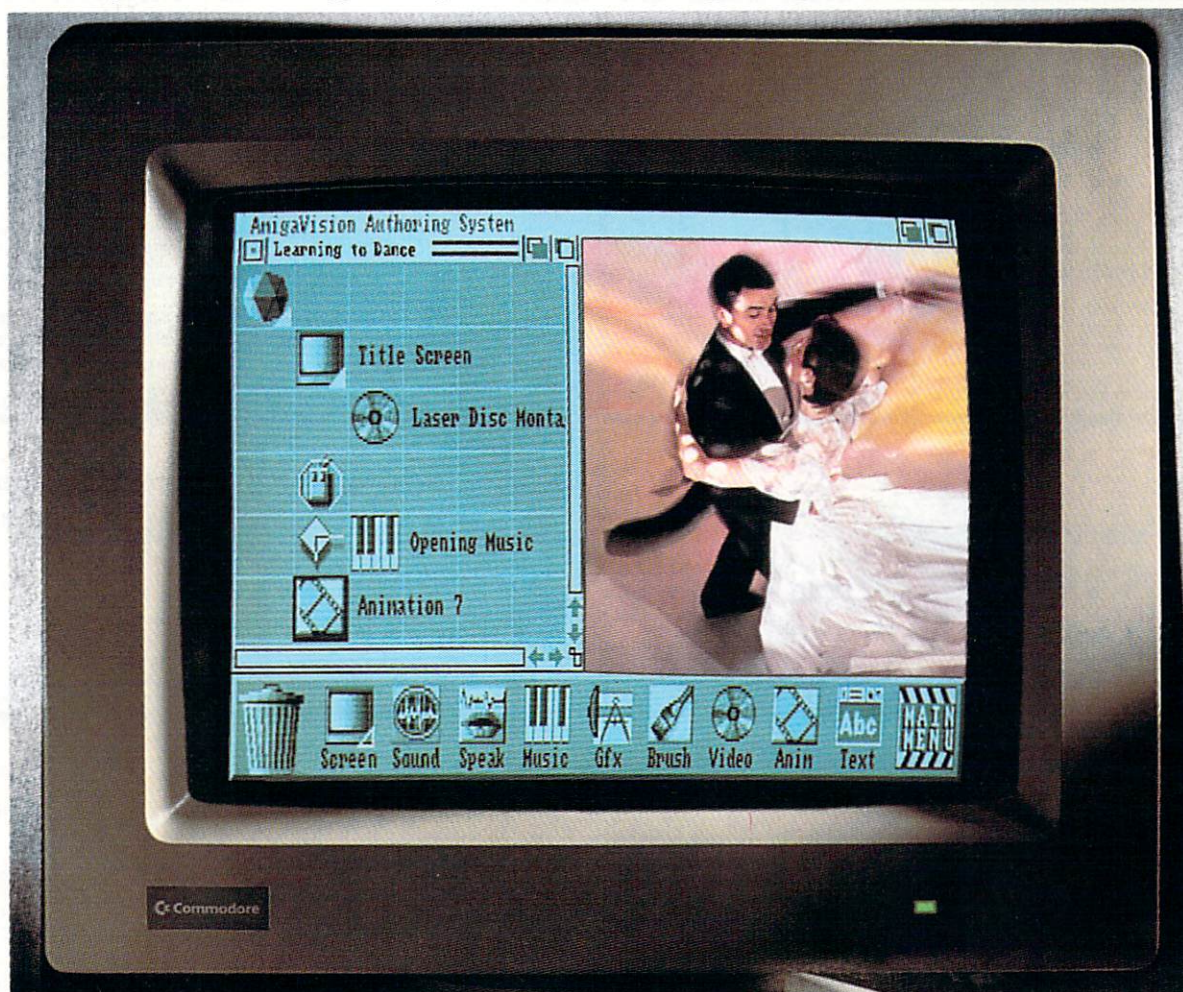 AmigaVision Authoring System
Learning to Dance
Title Screen
Laser Disc Monta
Opening Music
Animation ?
Screen Sound Speak Music Gfx Brush Video Anim Text
Abc
MAIN
MENU
Commodore